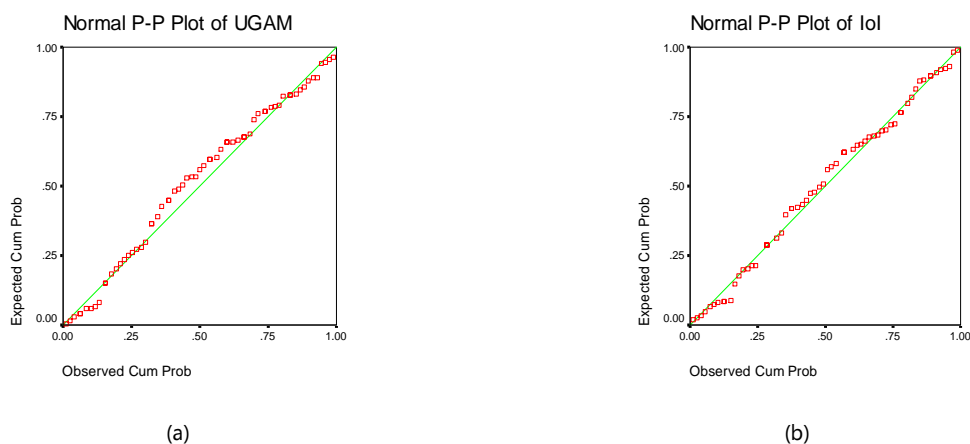 Normal P-P Plot of UGAM
1.00
.75
.50
.25
0.00
Expected Cum Prob
0.00 .25 .50 .75 1.00
Observed Cum Prob
(a)
Normal P-P Plot of IoI
1.00
.75
.50
.25
0.00
Expected Cum Prob
0.00 .25 .50 .75 1.00
Observed Cum Prob
(b)